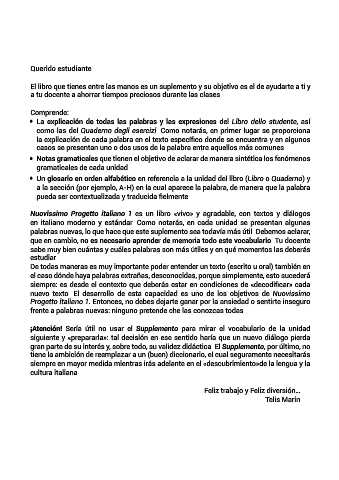 Querido estudiante
El libro que tienes entre las manos es un suplemento y su objetivo es el de ayudarte a ti y
a tu docente a ahorrar tiempos preciosos durante las clases
Comprende:
• La explicación de todas las palabras y las expresiones del Libro dello studente, así
como las del Quaderno degli esercizi Como notarás, en primer lugar se proporciona
la explicación de cada palabra en el texto específico donde se encuentra y en algunos
casos se presentan uno o dos usos de la palabra entre aquellos más comunes
• Notas gramaticales que tienen el objetivo de aclarar de manera sintética los fenómenos
gramaticales de cada unidad
• Un glosario en orden alfabético en referencia a la unidad del libro (Libro o Quaderno) y
a la sección (por ejemplo, A-H) en la cual aparece la palabra, de manera que la palabra
pueda ser contextualizada y traducida fielmente
Nuovissimo Progetto italiano 1 es un libro «vivo» y agradable, con textos y diálogos
en italiano moderno y estándar Como notarás, en cada unidad se presentan algunas
palabras nuevas, lo que hace que este suplemento sea todavía más útil Debemos aclarar,
que en cambio, no es necesario aprender de memoria todo este vocabulario Tu docente
sabe muy bien cuántas y cuáles palabras son más útiles y en qué momentos las deberás
estudiar
De todas maneras es muy importante poder entender un texto (escrito u oral) también en
el caso dónde haya palabras extrañas, desconocidas, porque simplemente, esto sucederá
siempre: es desde el contexto que deberás estar en condiciones de «decodificar» cada
nuevo texto El desarrollo de esta capacidad es uno de los objetivos de Nuovissimo
Progetto italiano 1. Entonces, no debes dejarte ganar por la ansiedad o sentirte inseguro
frente a palabras nuevas: ninguno pretende que las conozcas todas
¡Atención! Sería útil no usar el Supplemento para mirar el vocabulario de la unidad
siguiente y «prepararla»: tal decisión en ese sentido haría que un nuevo diálogo pierda
gran parte de su interés y, sobre todo, su validez didáctica El Supplemento, por último, no
tiene la ambición de reemplazar a un (buen) diccionario, el cual seguramente necesitarás
siempre en mayor medida mientras irás adelante en el «descubrimiento»de la lengua y la
cultura italiana
Feliz trabajo y Feliz diversión...
Telis Marin